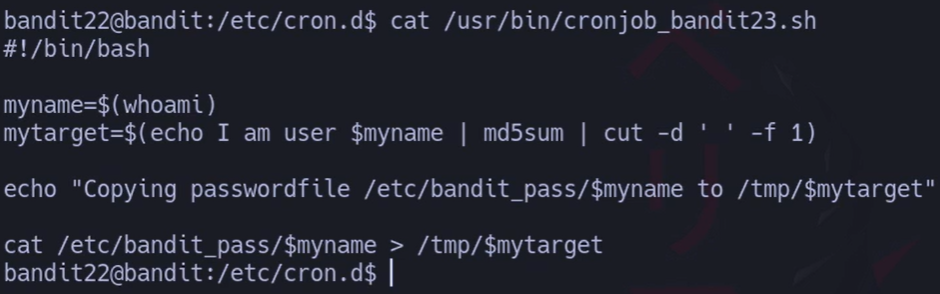 bandit22@bandit:/etc/cron.d$ cat /usr/bin/cronjob_bandit23.sh
#!/bin/bash
myname=$(whoami)
mytarget=$(echo I am user $myname | md5sum | cut -d ' ' -f 1)
echo "Copying passwordfile /etc/bandit_pass/$myname to /tmp/$mytarget"
cat /etc/bandit_pass/$myname > /tmp/$mytarget
bandit22@bandit:/etc/cron.d$